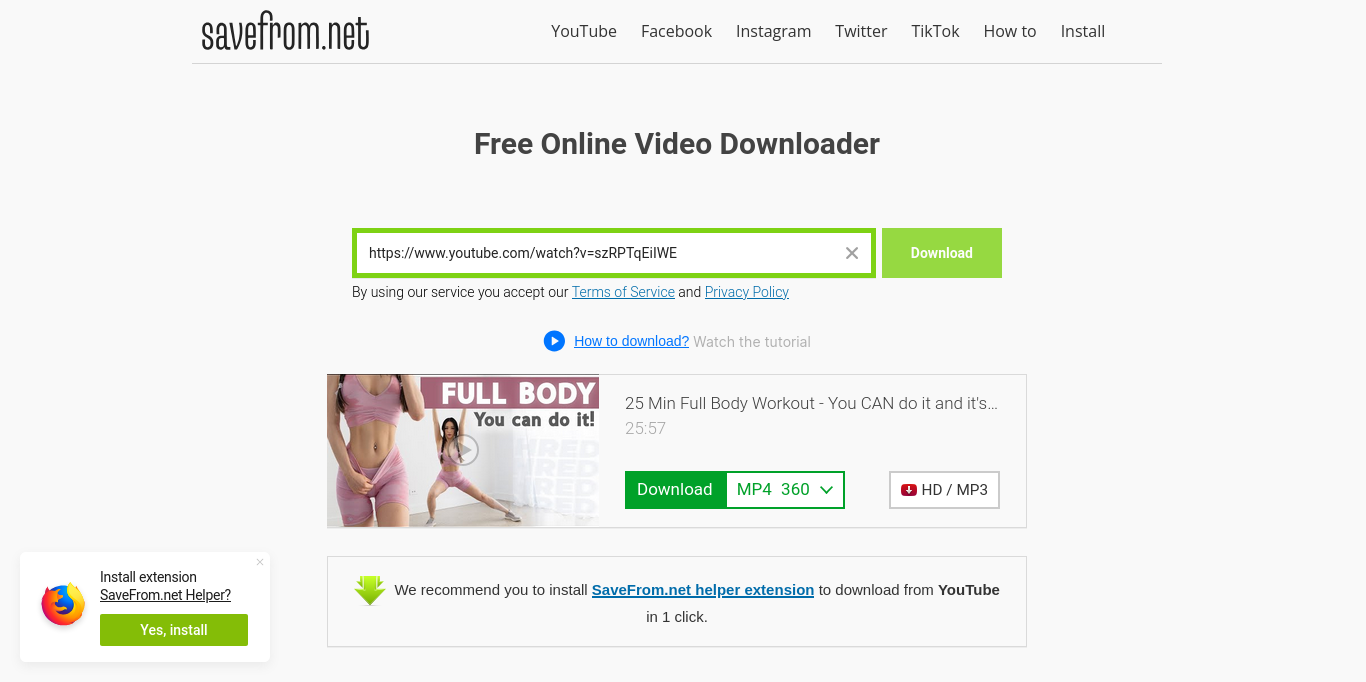 savefrom.net
YouTube Facebook Instagram Twitter TikTok How to Install
Free Online Video Downloader
https://www.youtube.com/watch?v=szRPTqEiIWE
Download
By using our service you accept our Terms of Service and Privacy Policy
How to download? Watch the tutorial
FULL BODY
You can do it!
25 Min Full Body Workout - You CAN do it and it's...
25:57
Download MP4 360
HD / MP3
We recommend you to install SaveFrom.net helper extension to download from YouTube
in 1 click.
Install extension
SaveFrom.net Helper?
Yes, install